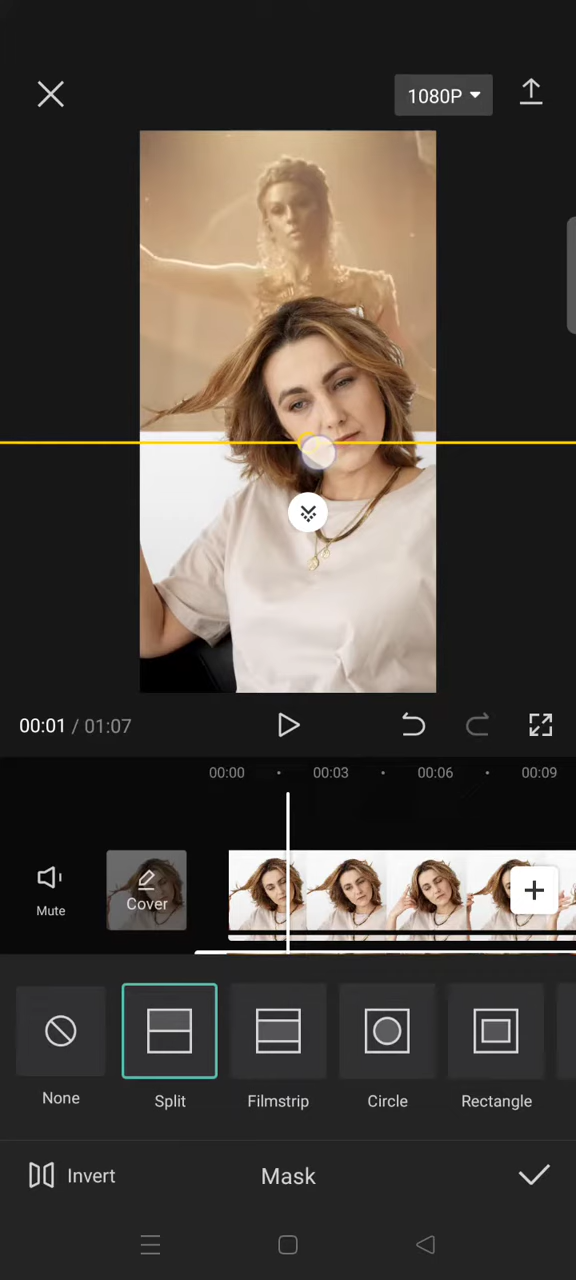 1080P
00:01 / 01:07
00:00 00:03 00:06 00:09
Mute
Cover
None Split Filmstrip Circle Rectangle
Invert Mask